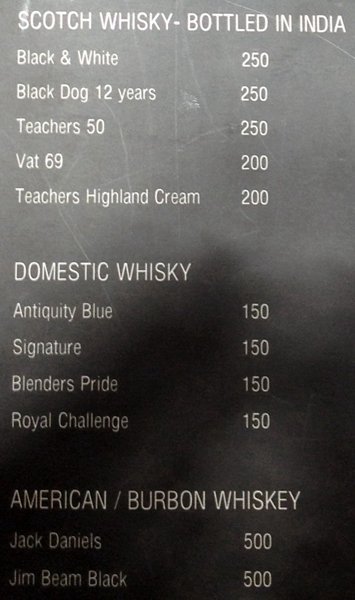 SCOTCH WHISKY- BOTTLED IN INDIA
Black & White 250
Black Dog 12 years 250
Teachers 50 250
Vat 69 200
Teachers Highland Cream 200
DOMESTIC WHISKY
Antiquity Blue 150
Signature 150
Blenders Pride 150
Royal Challenge 150
AMERICAN / BURBON WHISKEY
Jack Daniels 500
Jim Beam Black 500